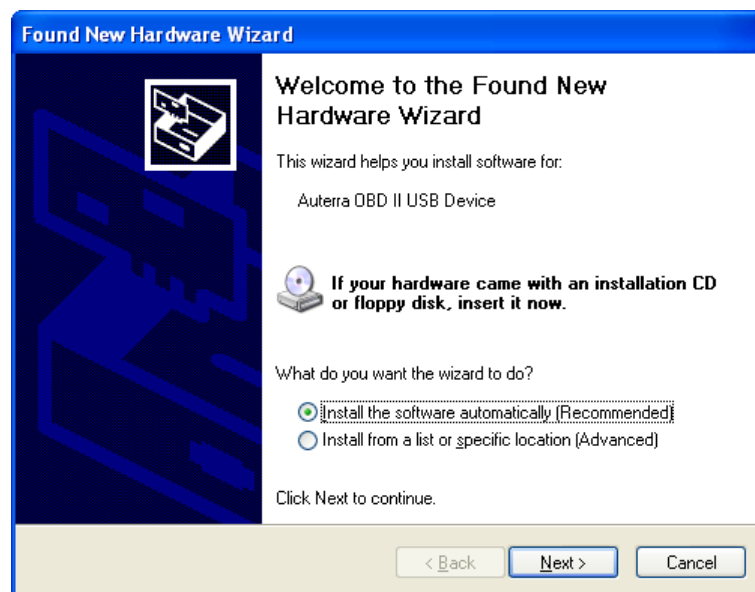 Found New Hardware Wizard
Welcome to the Found New
Hardware Wizard
This wizard helps you install software for:
Auterra OBD II USB Device
If your hardware came with an installation CD
or floppy disk, insert it now.
What do you want the wizard to do?
Install the software automatically (Recommended)
Install from a list or specific location (Advanced)
Click Next to continue.
< Back Next > Cancel